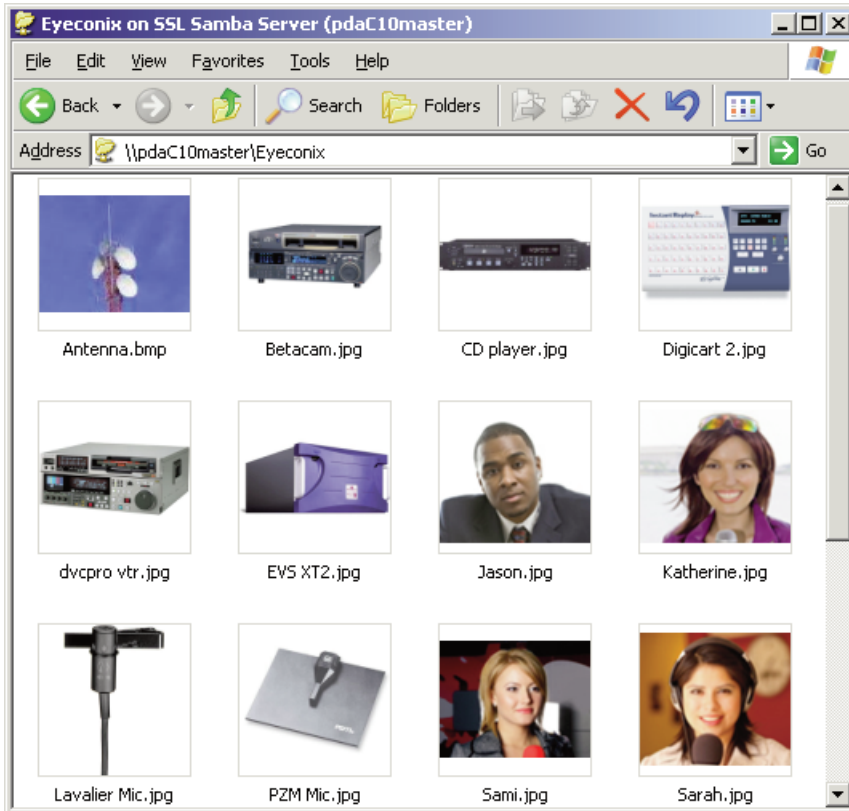 Eyeconix on SSL Samba Server (pdaC10master)
File Edit View Favorites Tools Help
Back Search Folders
Address \\pdaC10master\Eyeconix Go
Instant Replay
Antenna.bmp Betacam.jpg CD player.jpg Digicart 2.jpg
dvcpro vtr.jpg EVS XT2.jpg Jason.jpg Katherine.jpg
Lavalier Mic.jpg PZM Mic.jpg Sami.jpg Sarah.jpg